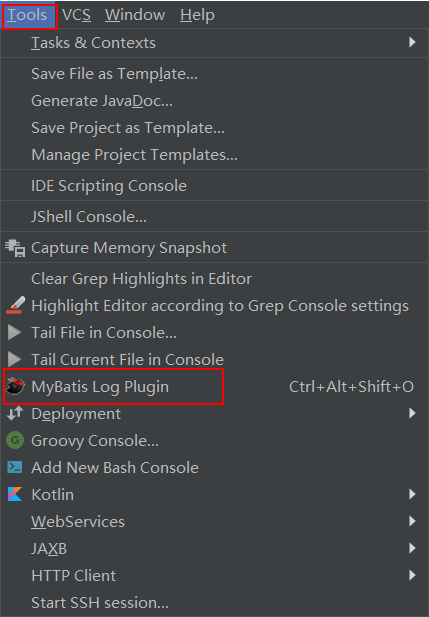 Tools VCS Window Help
Tasks & Contexts
Save File as Template...
Generate JavaDoc...
Save Project as Template...
Manage Project Templates...
IDE Scripting Console
JShell Console...
Capture Memory Snapshot
Clear Grep Highlights in Editor
Highlight Editor according to Grep Console settings
Tail File in Console...
Tail Current File in Console
MyBatis Log Plugin Ctrl+Alt+Shift+O
Deployment
G Groovy Console...
Add New Bash Console
Kotlin
WebServices
JAXB
HTTP Client
Start SSH session...